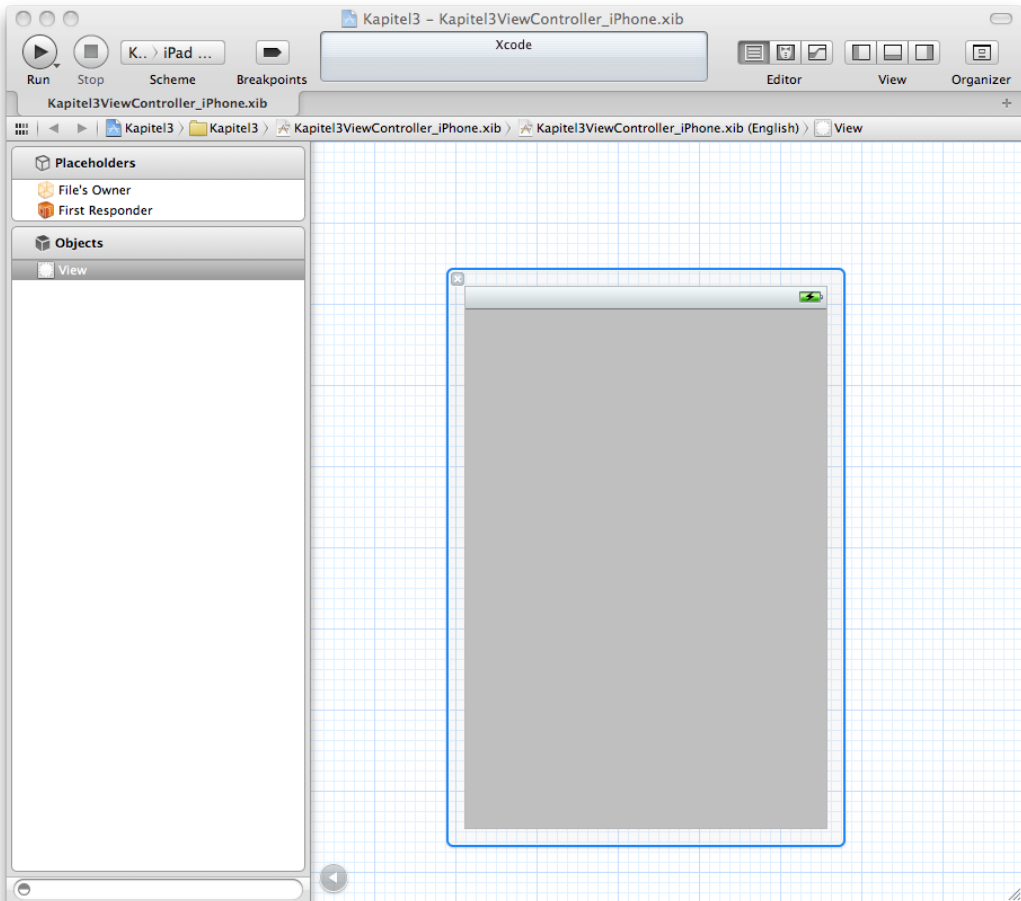 Kapitel3 – Kapitel3ViewController_iPhone.xib
K.. 〉 iPad ...
Xcode
Run Stop Scheme Breakpoints Editor View Organizer
Kapitel3ViewController_iPhone.xib
Kapitel3 〉 Kapitel3 〉 Kapitel3ViewController_iPhone.xib 〉 Kapitel3ViewController_iPhone.xib (English) 〉 View
Placeholders
File's Owner
First Responder
Objects
View